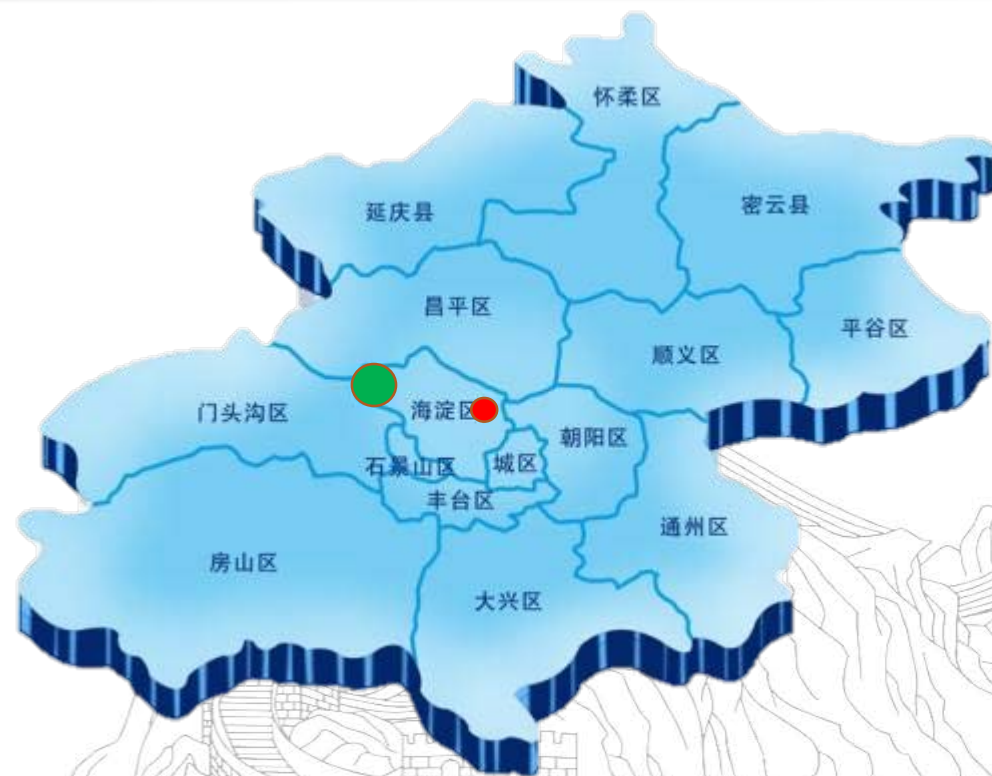 怀柔区
延庆县
密云县
昌平区
平谷区
顺义区
门头沟区
海淀区
朝阳区
石景山区
城区
丰台区
通州区
房山区
大兴区